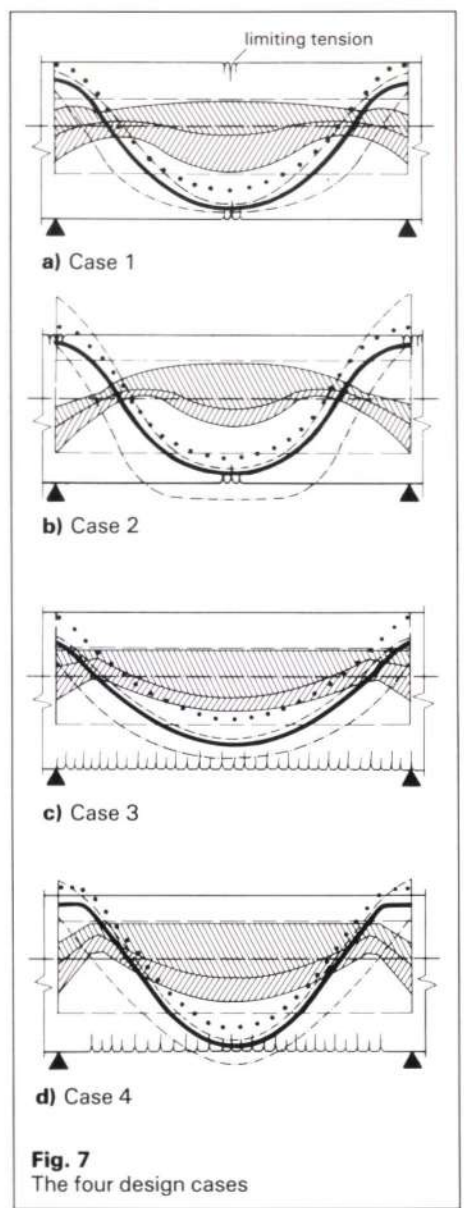 limiting tension
a) Case 1
b) Case 2
c) Case 3
d) Case 4
Fig. 7
The four design cases